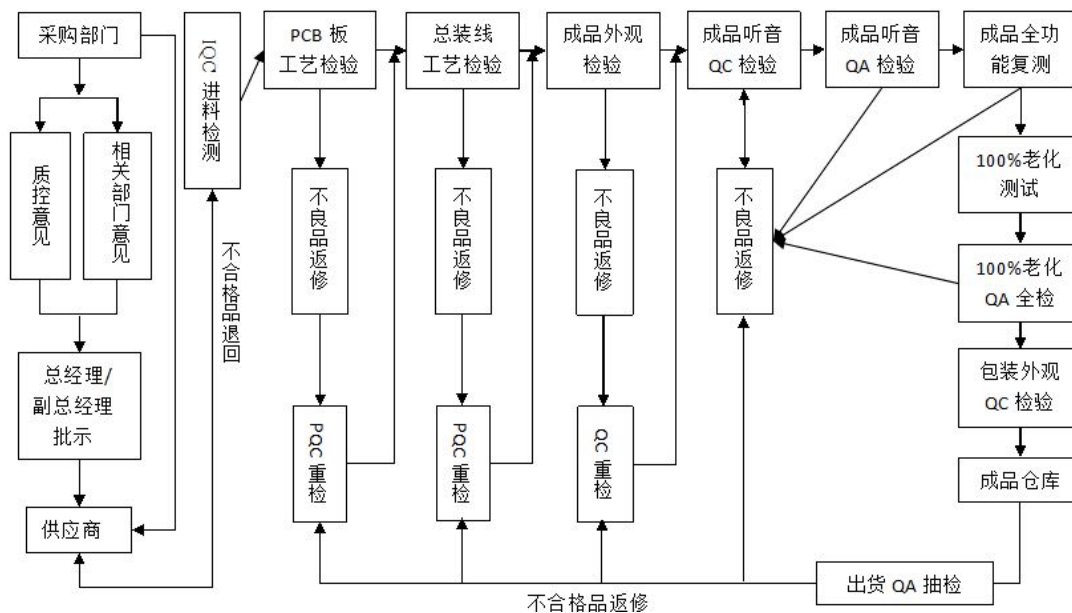 采购部门
质控意见
相关部门意见
总经理/
副总经理
批示
供应商
IQC 进料检测
不合格品退回
PCB 板
工艺检验
不良品返修
PQC 重检
总装线
工艺检验
不良品返修
PQC 重检
成品外观
检验
不良品返修
QC 重检
成品听音
QC 检验
不良品返修
成品听音
QA 检验
成品全功
能复测
100%老化
测试
100%老化
QA 全检
包装外观
QC 检验
成品仓库
出货 QA 抽检
不合格品返修